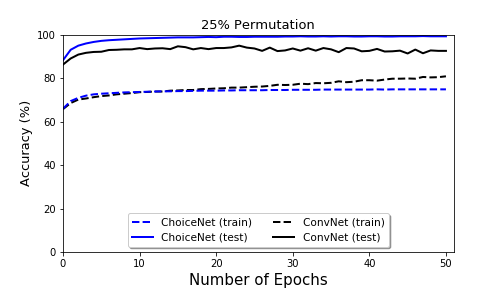 25% Permutation
Accuracy (%)
100
80
60
40
20
0
ChoiceNet (train)
ConvNet (train)
ChoiceNet (test)
ConvNet (test)
0 10 20 30 40 50
Number of Epochs